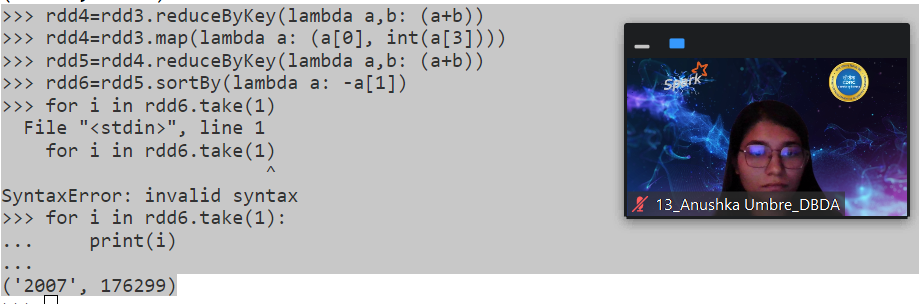 >>> rdd4=rdd3.reduceByKey(lambda a,b: (a+b))
>>> rdd4=rdd3.map(lambda a: (a[0], int(a[3])))
>>> rdd5=rdd4.reduceByKey(lambda a,b: (a+b))
>>> rdd6=rdd5.sortBy(lambda a: -a[1])
>>> for i in rdd6.take(1)
  File "<stdin>", line 1
    for i in rdd6.take(1)
                        ^
SyntaxError: invalid syntax
>>> for i in rdd6.take(1):
...     print(i)
...
('2007', 176299)
Spark
13_Anushka Umbre_DBDA